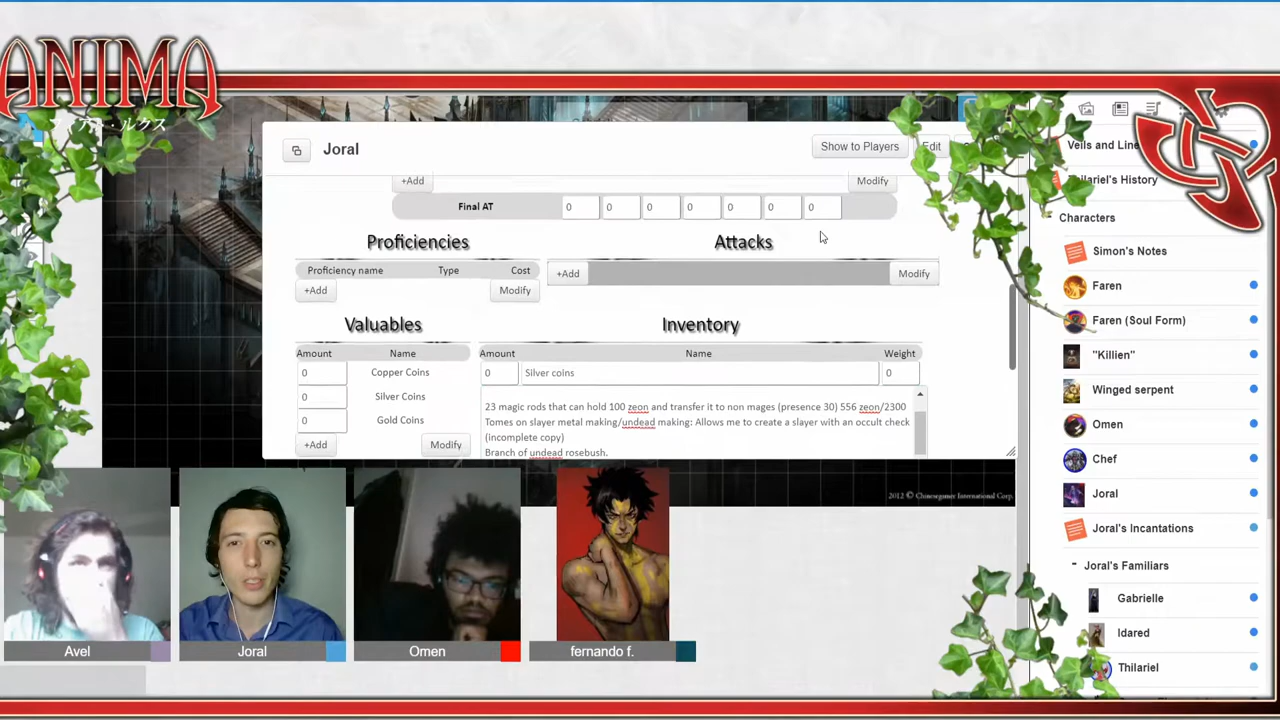 ANIMA
Joral
Show to Players
Edit
+Add
Modify
Final AT
0 0 0 0 0 0 0
Proficiencies
Attacks
Proficiency name Type Cost
+Add
Modify
+Add
Modify
Valuables
Inventory
Amount Name
Amount Name Weight
0 Copper Coins
0 Silver coins 0
0 Silver Coins
0 Gold Coins
+Add
Modify
23 magic rods that can hold 100 zeon and transfer it to non mages (presence 30) 556 zeon/2300
Tomes on slayer metal making/undead making: Allows me to create a slayer with an occult check
(incomplete copy)
Branch of undead rosebush.
2012 © Chinesegamer International Corp.
Veils and Line
Thilariel's History
Characters
Simon's Notes
Faren
Faren (Soul Form)
"Killien"
Winged serpent
Omen
Chef
Joral
Joral's Incantations
Joral's Familiars
Gabrielle
Idared
Thilariel
Avel
Joral
Omen
fernando f.